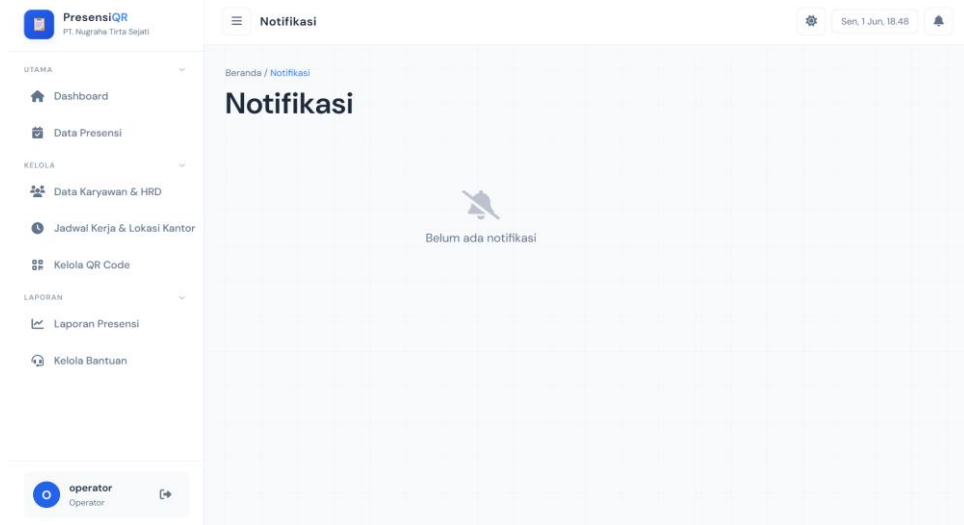 PresensiQR
PT. Nugraha Tirta Sejati
Notifikasi
Sen, 1 Jun, 18.48
UTAMA
Dashboard
Data Presensi
KELOLA
Data Karyawan & HRD
Jadwal Kerja & Lokasi Kantor
Kelola QR Code
LAPORAN
Laporan Presensi
Kelola Bantuan
O
operator
Operator
Beranda / Notifikasi
Notifikasi
Belum ada notifikasi